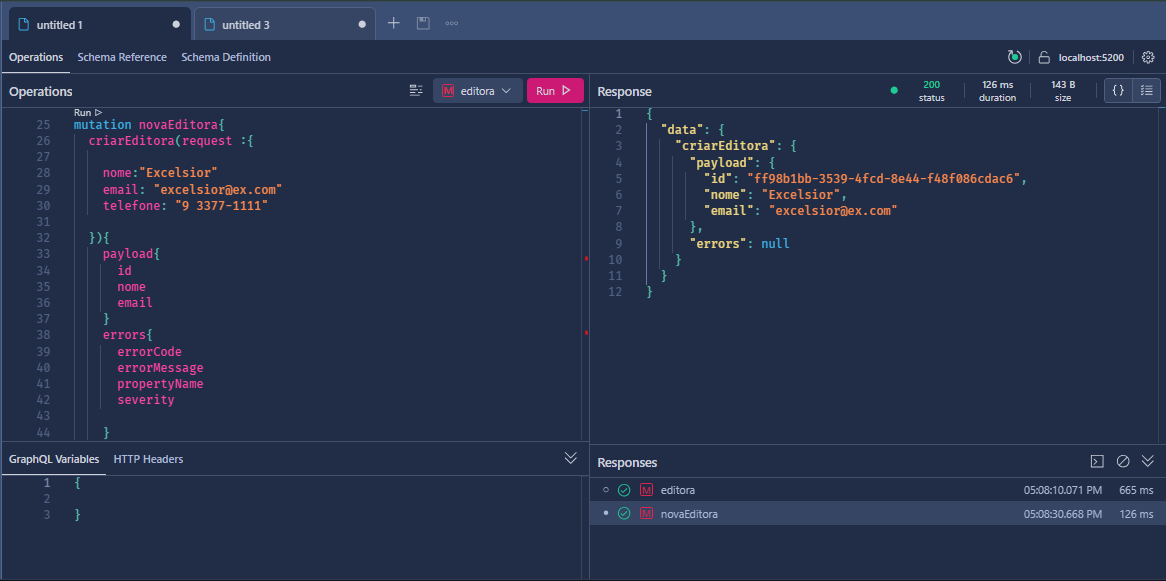 untitled 1
untitled 3
Operations Schema Reference Schema Definition
localhost:5200
Operations
editora
Run
Run
25 mutation novaEditora{
26 criarEditora(request :{
27
28 nome:"Excelsior"
29 email: "excelsior@ex.com"
30 telefone: "9 3377-1111"
31
32 }){
33 payload{
34 id
35 nome
36 email
37 }
38 errors{
39 errorCode
40 errorMessage
41 propertyName
42 severity
43
44 }
GraphQL Variables HTTP Headers
1 {
2
3 }
Response
200 status
126 ms duration
143 B size
{ }
1 {
2 "data": {
3 "criarEditora": {
4 "payload": {
5 "id": "ff98b1bb-3539-4fcd-8e44-f48f086cdac6",
6 "nome": "Excelsior",
7 "email": "excelsior@ex.com"
8 },
9 "errors": null
10 }
11 }
12 }
Responses
M editora 05:08:10.071 PM 665 ms
M novaEditora 05:08:30.668 PM 126 ms